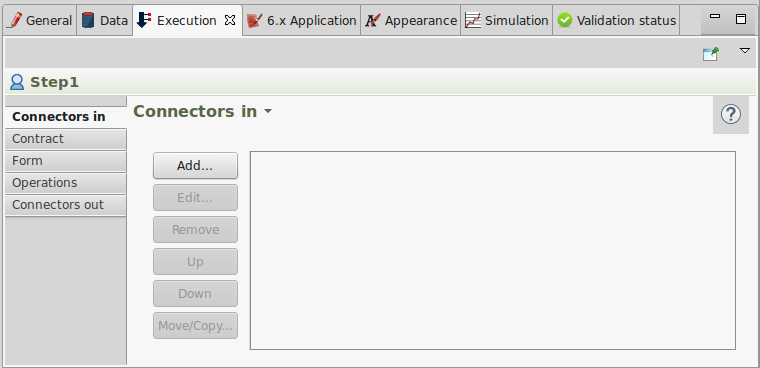 General Data Execution 6.x Application Appearance Simulation Validation status
Step1
Connectors in
Contract
Form
Operations
Connectors out
Connectors in
?
Add...
Edit...
Remove
Up
Down
Move/Copy...